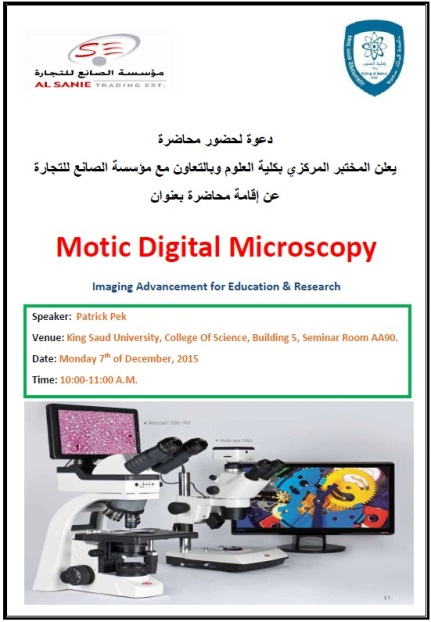 SE
مؤسسة الصانع للتجارة
AL SANIE TRADING EST.
دعوة لحضور محاضرة
يعلن المختبر المركزي بكلية العلوم وبالتعاون مع مؤسسة الصانع للتجارة
عن إقامة محاضرة بعنوان
Motic Digital Microscopy
Imaging Advancement for Education & Research
Speaker: Patrick Pek
Venue: King Saud University, College Of Science, Building 5, Seminar Room AA90.
Date: Monday 7th of December, 2015
Time: 10:00-11:00 A.M.